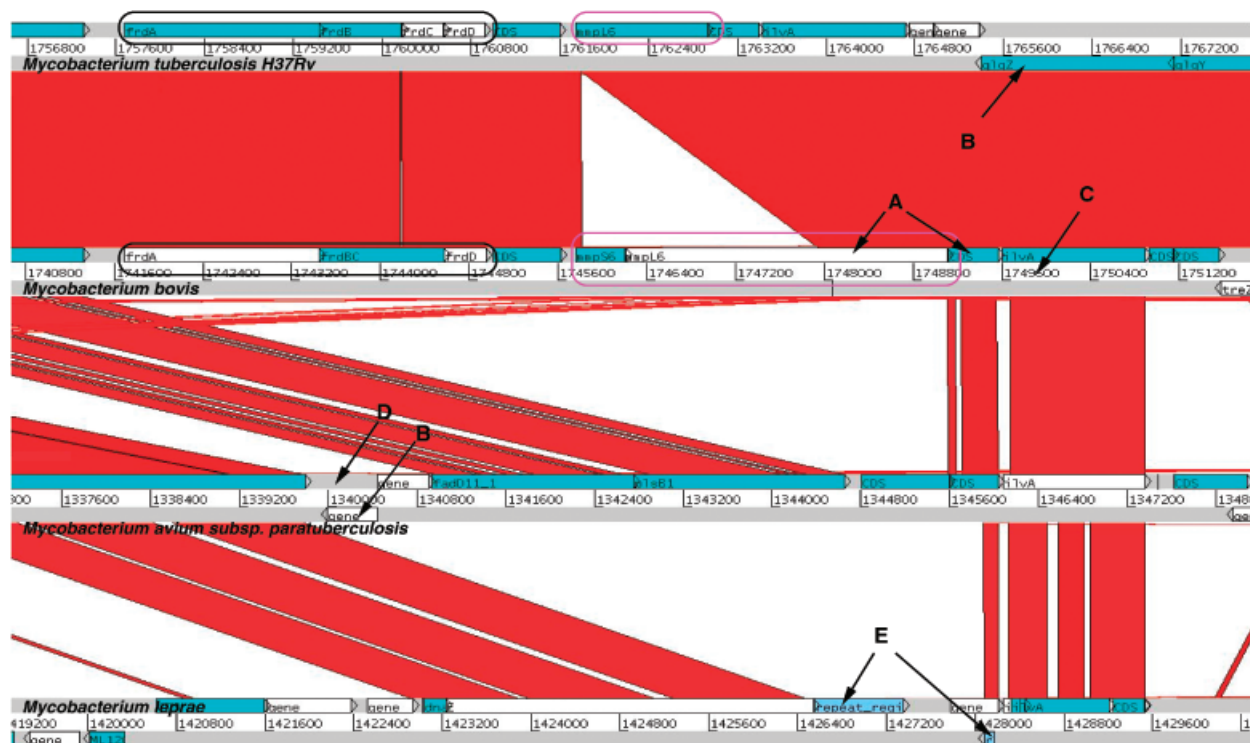 frdA frdB frdC frdD CDS mmpL6 CDS ilvA gene gene
1756800 1757600 1758400 1759200 1760000 1760800 1761600 1762400 1763200 1764000 1764800 1765600 1766400 1767200
Mycobacterium tuberculosis H37Rv
glgZ glgY
B
A C
frdA frdBC frdD CDS mmpS6 mmpL6 CDS ilvA CDS CDS
1740800 1741600 1742400 1743200 1744000 1744800 1745600 1746400 1747200 1748000 1748800 1749600 1750400 1751200
Mycobacterium bovis
treZ
D
B
gene fadD11_1 plsB1 CDS CDS ilvA CDS
1337600 1338400 1339200 1340000 1340800 1341600 1342400 1343200 1344000 1344800 1345600 1346400 1347200
gene
Mycobacterium avium subsp. paratuberculosis
E
Mycobacterium leprae
gene gene repeat_regi gene ilvA CDS
419200 1420000 1420800 1421600 1422400 1423200 1424000 1424800 1425600 1426400 1427200 1428000 1428800 1429600
gene